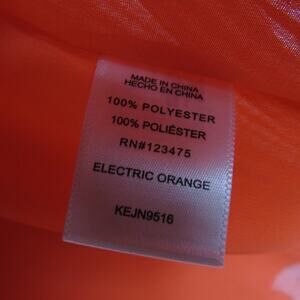 MADE IN CHINA
HECHO EN CHINA
100% POLYESTER
100% POLIÉSTER
RN#123475
ELECTRIC ORANGE
KEJN9516